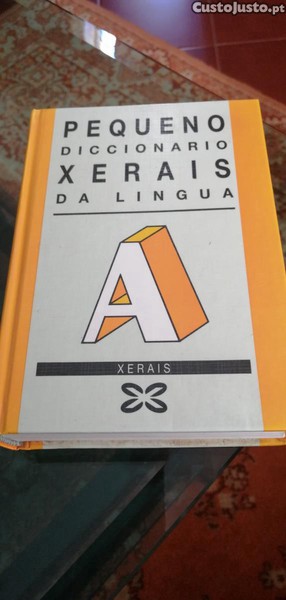 CustoJusto.pt
PEQUENO
DICCIONARIO
XERAIS
DA LINGUA
A
XERAIS